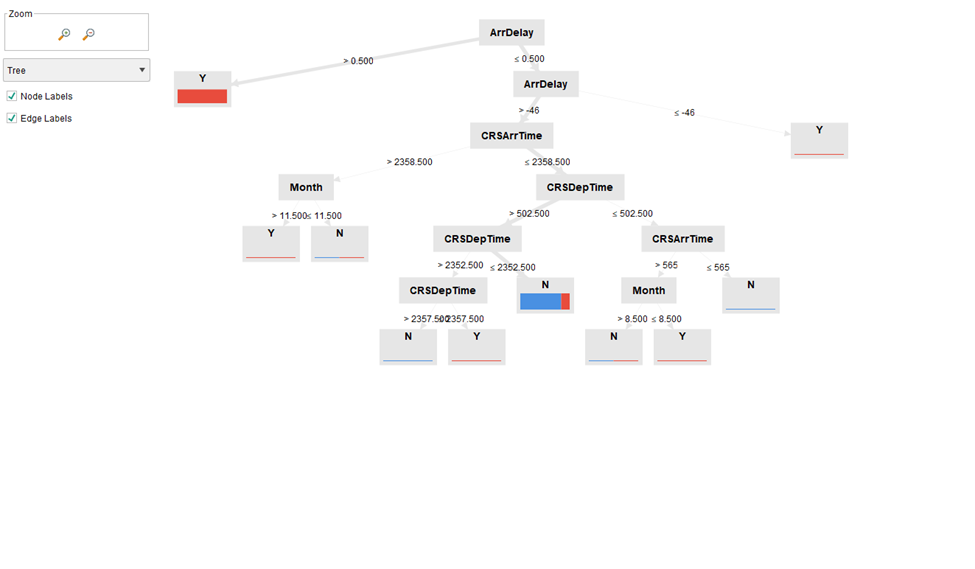 Zoom
Tree
Node Labels
Edge Labels
ArrDelay
> 0.500
≤ 0.500
Y
ArrDelay
> -46
≤ -46
CRSArrTime
Y
> 2358.500
≤ 2358.500
Month
CRSDepTime
> 11.500
≤ 11.500
> 502.500
≤ 502.500
Y
N
CRSDepTime
CRSArrTime
> 2352.500
≤ 2352.500
> 565
≤ 565
CRSDepTime
N
Month
N
> 2357.500
≤ 2357.500
> 8.500
≤ 8.500
N
Y
N
Y